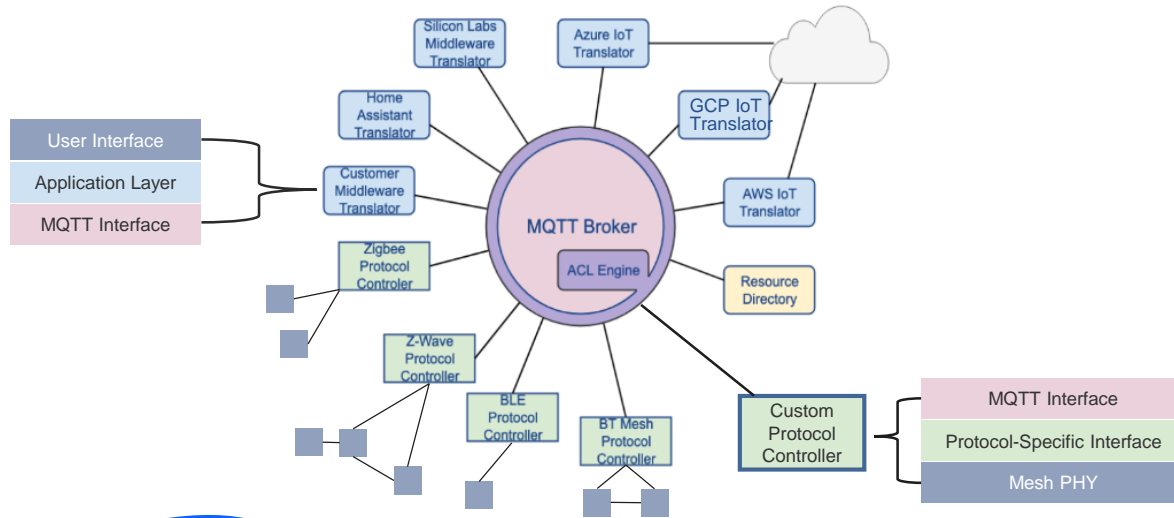 Silicon Labs
Middleware
Translator
Azure IoT
Translator
Home
Assistant
Translator
GCP IoT
Translator
User Interface
Application Layer
MQTT Interface
Customer
Middleware
Translator
AWS IoT
Translator
MQTT Broker
ACL Engine
Zigbee
Protocol
Controler
Resource
Directory
Z-Wave
Protocol
Controller
BLE
Protocol
Controller
BT Mesh
Protocol
Controller
Custom
Protocol
Controller
MQTT Interface
Protocol-Specific Interface
Mesh PHY